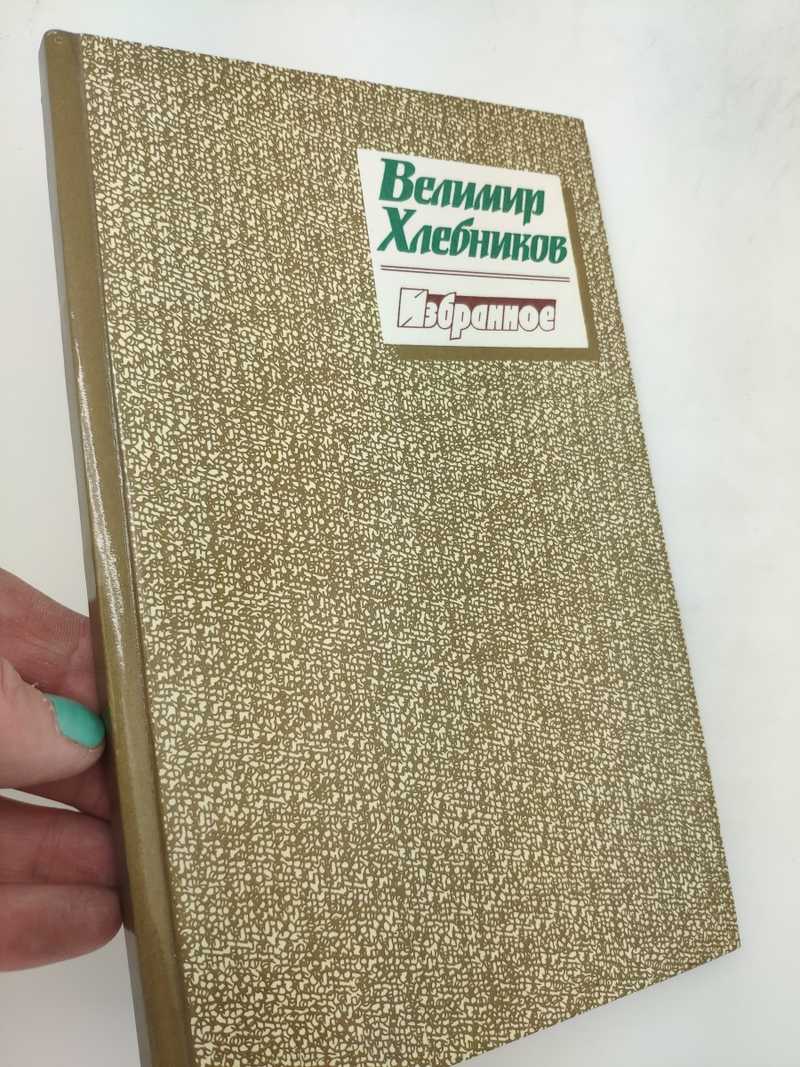 Велимир
Хлебников
Избранное